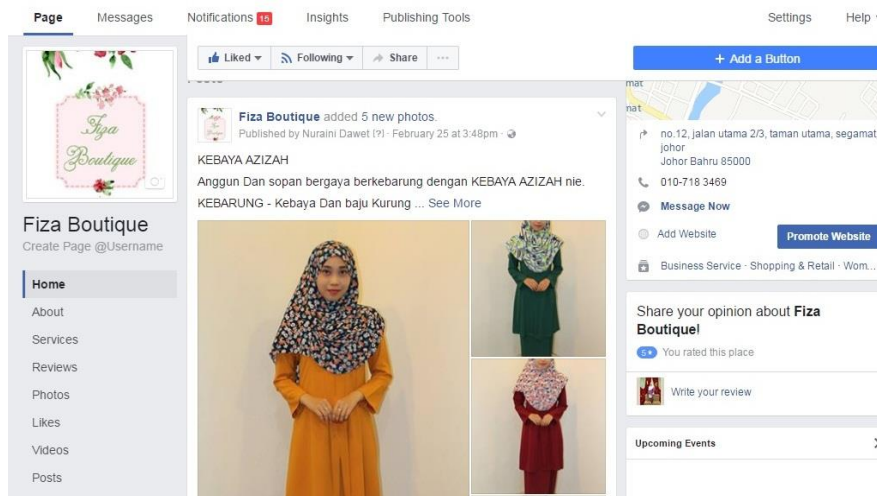 Page Messages Notifications 15 Insights Publishing Tools Settings Help
Liked Following Share
+ Add a Button
Fiza
Boutique
Fiza Boutique
Create Page @Username
Home
About
Services
Reviews
Photos
Likes
Videos
Posts
Fiza Boutique added 5 new photos.
Published by Nuraini Dawet [?] · February 25 at 3:48pm ·
KEBAYA AZIZAH
Anggun Dan sopan bergaya berkebarung dengan KEBAYA AZIZAH nie.
KEBARUNG - Kebaya Dan baju Kurung ... See More
no.12, jalan utama 2/3, taman utama, segamat
johor
Johor Bahru 85000
010-718 3469
Message Now
Add Website Promote Website
Business Service · Shopping & Retail · Wom...
Share your opinion about Fiza
Boutique!
5★ You rated this place
Write your review
Upcoming Events